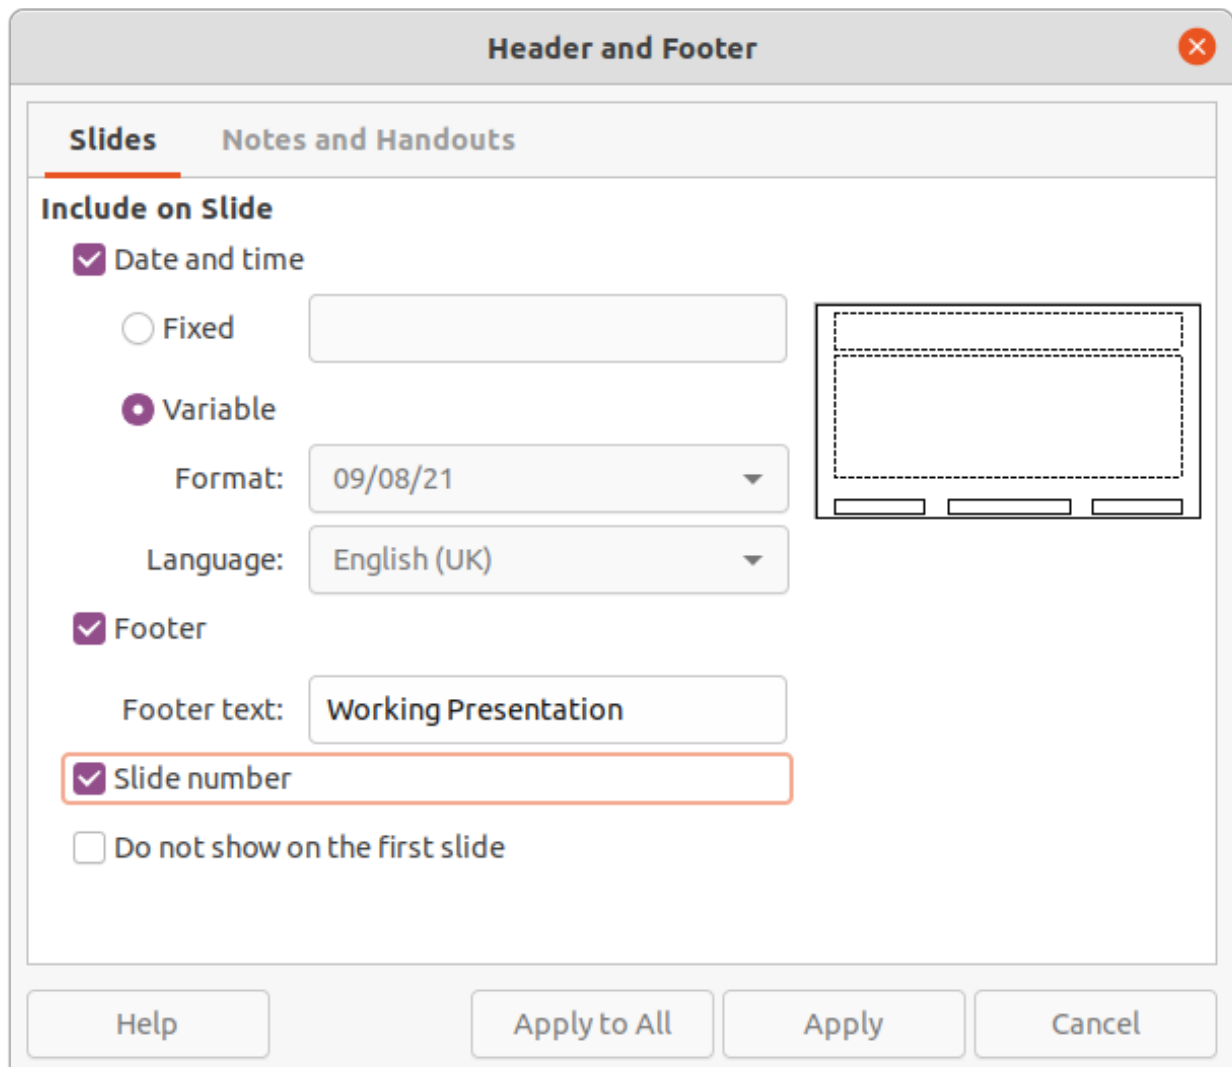 Header and Footer
Slides Notes and Handouts
Include on Slide
Date and time
Fixed
Variable
Format: 09/08/21
Language: English (UK)
Footer
Footer text: Working Presentation
Slide number
Do not show on the first slide
Help Apply to All Apply Cancel